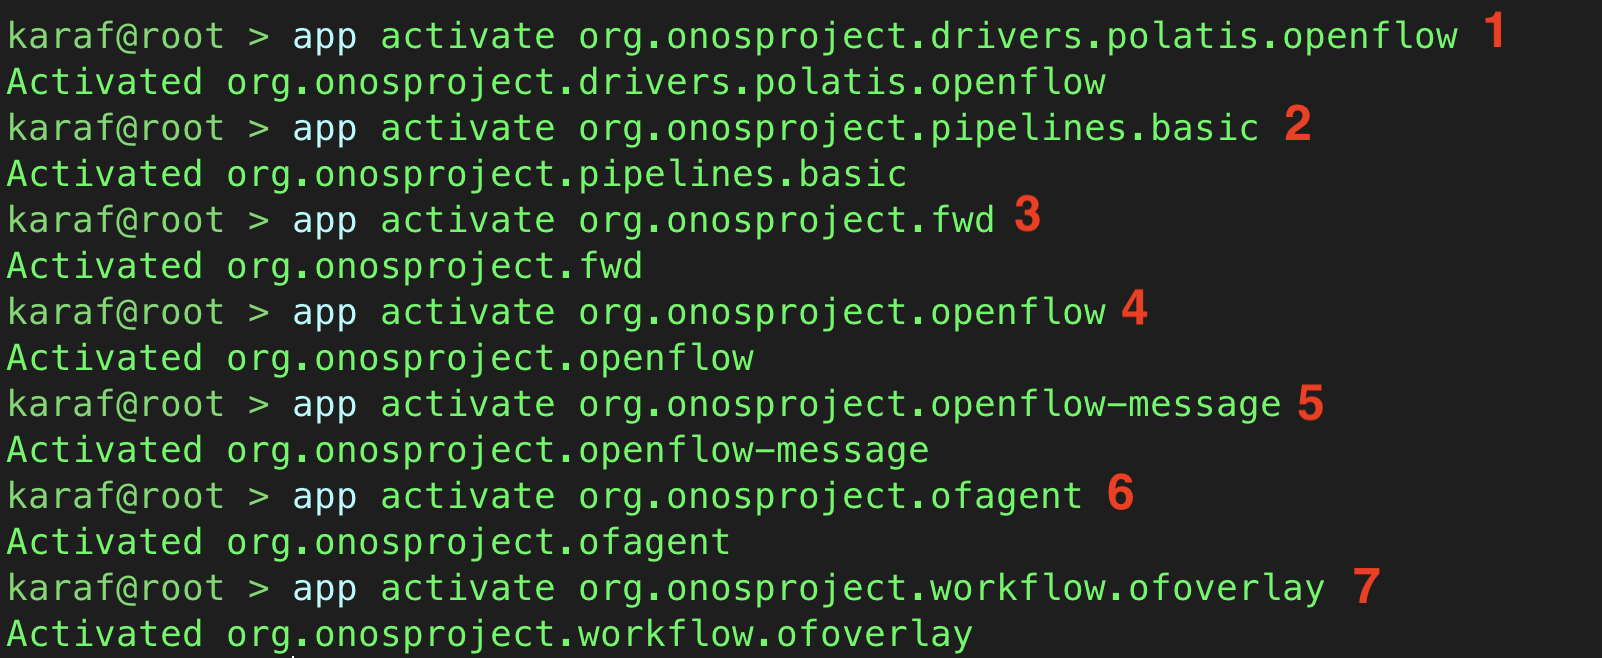 karaf@root > app activate org.onosproject.drivers.polatis.openflow 1
Activated org.onosproject.drivers.polatis.openflow
karaf@root > app activate org.onosproject.pipelines.basic 2
Activated org.onosproject.pipelines.basic
karaf@root > app activate org.onosproject.fwd 3
Activated org.onosproject.fwd
karaf@root > app activate org.onosproject.openflow 4
Activated org.onosproject.openflow
karaf@root > app activate org.onosproject.openflow-message 5
Activated org.onosproject.openflow-message
karaf@root > app activate org.onosproject.ofagent 6
Activated org.onosproject.ofagent
karaf@root > app activate org.onosproject.workflow.ofoverlay 7
Activated org.onosproject.workflow.ofoverlay